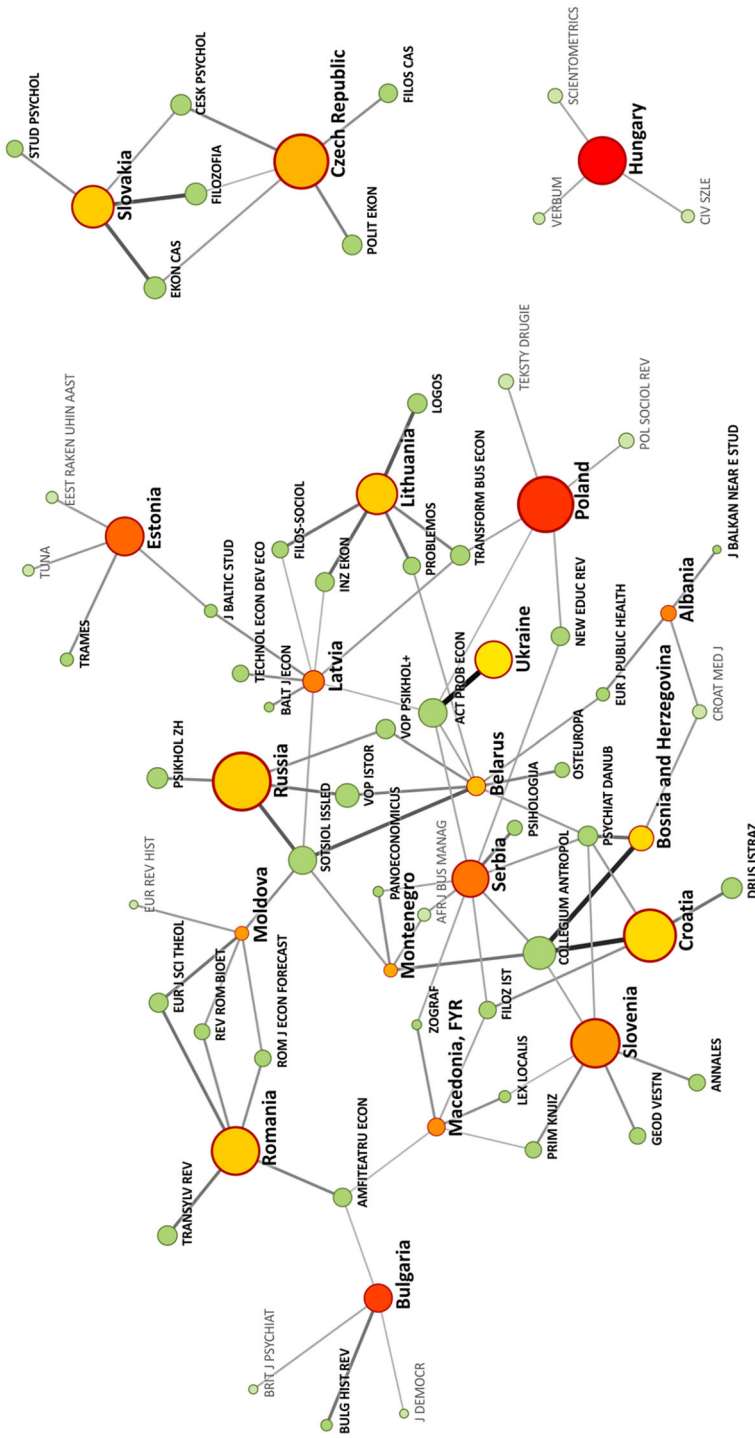 STUD PSYCHOL
CESK PSYCHOL
Slovakia
FILOZOFIA
EKON CAS
Czech Republic
FILOS CAS
POLIT EKON
SCIENTOMETRICS
VERBUM
Hungary
CIV SZLE
EEST RAKEN UHIN AAST
TUNA
TRAMES
Estonia
J BALTIC STUD
TECHNOL ECON DEV ECO
BALT J ECON
FILOS-SOCIOL
INZ EKON
Latvia
Lithuania
LOGOS
PROBLEMOS
TRANSFORM BUS ECON
TEKSTY DRUGIE
Poland
POL SOCIOL REV
NEW EDUC REV
Ukraine
ACT PROB ECON
VOP PSIKHOL+
PSIKHOL ZH
Russia
VOP ISTOR
SOTSIOL ISSLED
Belarus
OSTEUROPA
EUR J PUBLIC HEALTH
Albania
J BALKAN NEAR E STUD
CROAT MED J
Bosnia and Herzegovina
PSYCHIAT DANUB
PSIHOLOGIJA
Serbia
AFR J BUS MANAG
PANOECONOMICUS
Montenegro
COLLEGIUM ANTROPOL
Croatia
DRUS ISTRAZ
EUR REV HIST
Moldova
EUR J SCI THEOL
REV ROM BIOET
ROM J ECON FORECAST
ZOGRAF
FILOZ IST
Macedonia, FYR
LEX LOCALIS
PRIM KNJIZ
Slovenia
GEOD VESTN
ANNALES
Romania
TRANSYLV REV
AMFITEATRU ECON
Bulgaria
BRIT J PSYCHIAT
BULG HIST REV
J DEMOCR